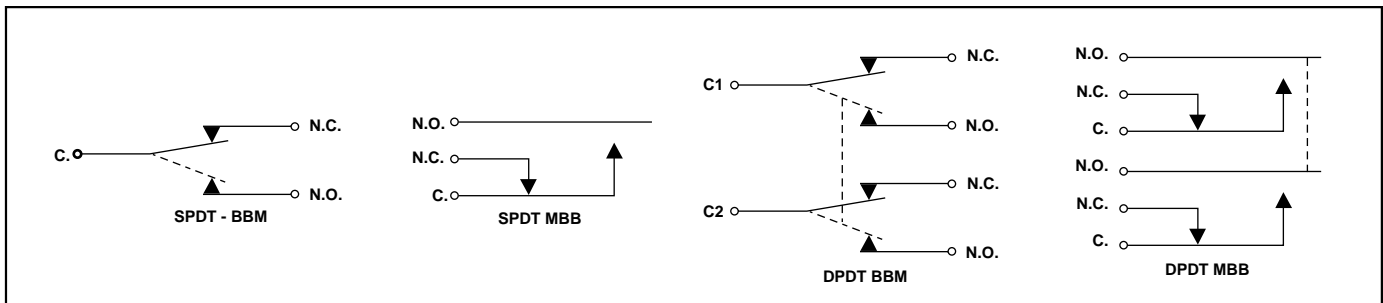 N.C.
C.
N.O.
SPDT - BBM
N.O.
N.C.
C.
SPDT MBB
N.C.
C1
N.O.
N.C.
C2
N.O.
DPDT BBM
N.O.
N.C.
C.
N.O.
N.C.
C.
DPDT MBB